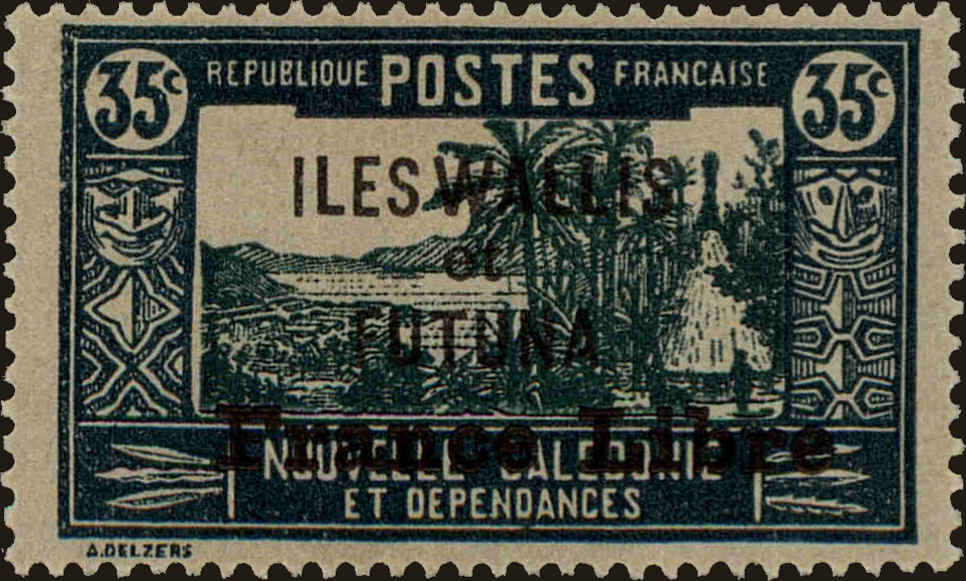 35c REPUBLIQUE POSTES FRANCAISE 35c
ILES WALLIS
et
FUTUNA
France Libre
NOUVELLE CALEDONIE
ET DEPENDANCES
A.DELZERS